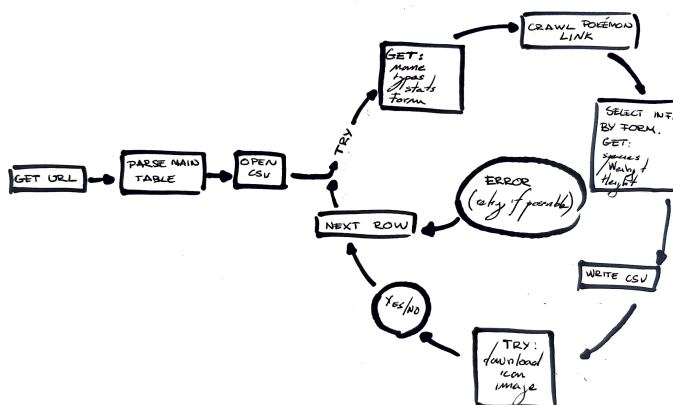 GET URL
PARSE MAIN
TABLE
OPEN
CSV
TRY
GET:
name
types
stats
Form
CRAWL POKÉMON
LINK
SELECT INF.
BY FORM.
GET:
species
/Weight
Height
WRITE CSV
TRY:
download
icon
image
YES/NO
NEXT ROW
ERROR
(retry if possible)